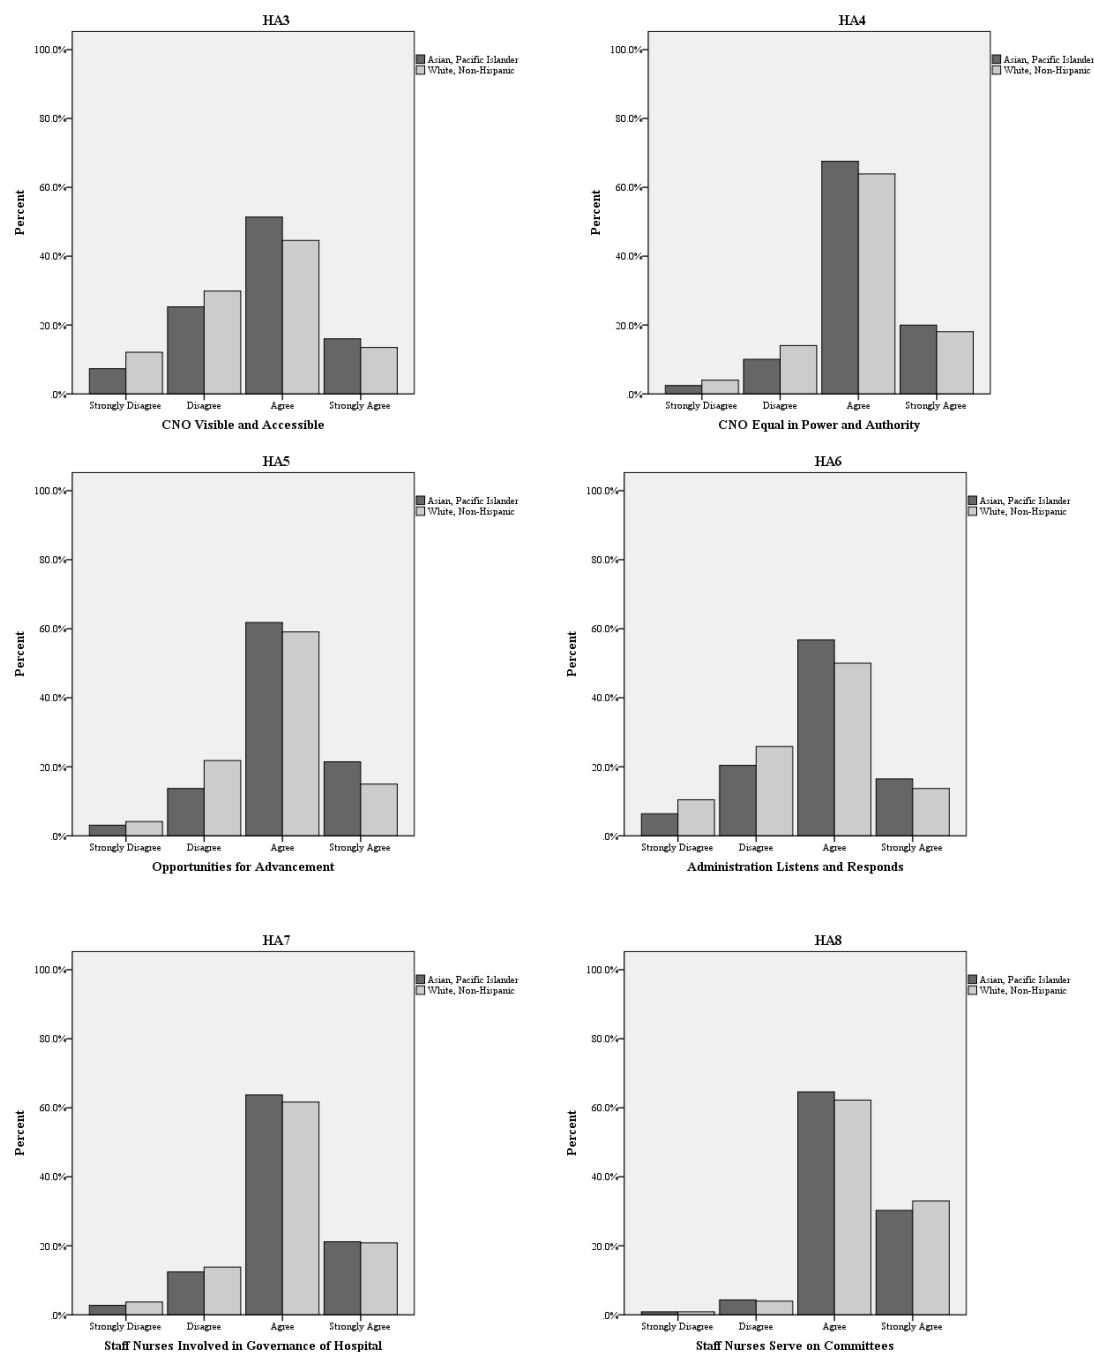 HA3
100.0%
80.0%
60.0%
40.0%
20.0%
.0%
Percent
Strongly Disagree Disagree Agree Strongly Agree
CNO Visible and Accessible
Asian, Pacific Islander
White, Non-Hispanic
HA4
100.0%
80.0%
60.0%
40.0%
20.0%
.0%
Percent
Strongly Disagree Disagree Agree Strongly Agree
CNO Equal in Power and Authority
Asian, Pacific Islander
White, Non-Hispanic
HA5
100.0%
80.0%
60.0%
40.0%
20.0%
.0%
Percent
Strongly Disagree Disagree Agree Strongly Agree
Opportunities for Advancement
Asian, Pacific Islander
White, Non-Hispanic
HA6
100.0%
80.0%
60.0%
40.0%
20.0%
.0%
Percent
Strongly Disagree Disagree Agree Strongly Agree
Administration Listens and Responds
Asian, Pacific Islander
White, Non-Hispanic
HA7
100.0%
80.0%
60.0%
40.0%
20.0%
.0%
Percent
Strongly Disagree Disagree Agree Strongly Agree
Staff Nurses Involved in Governance of Hospital
Asian, Pacific Islander
White, Non-Hispanic
HA8
100.0%
80.0%
60.0%
40.0%
20.0%
.0%
Percent
Strongly Disagree Disagree Agree Strongly Agree
Staff Nurses Serve on Committees
Asian, Pacific Islander
White, Non-Hispanic